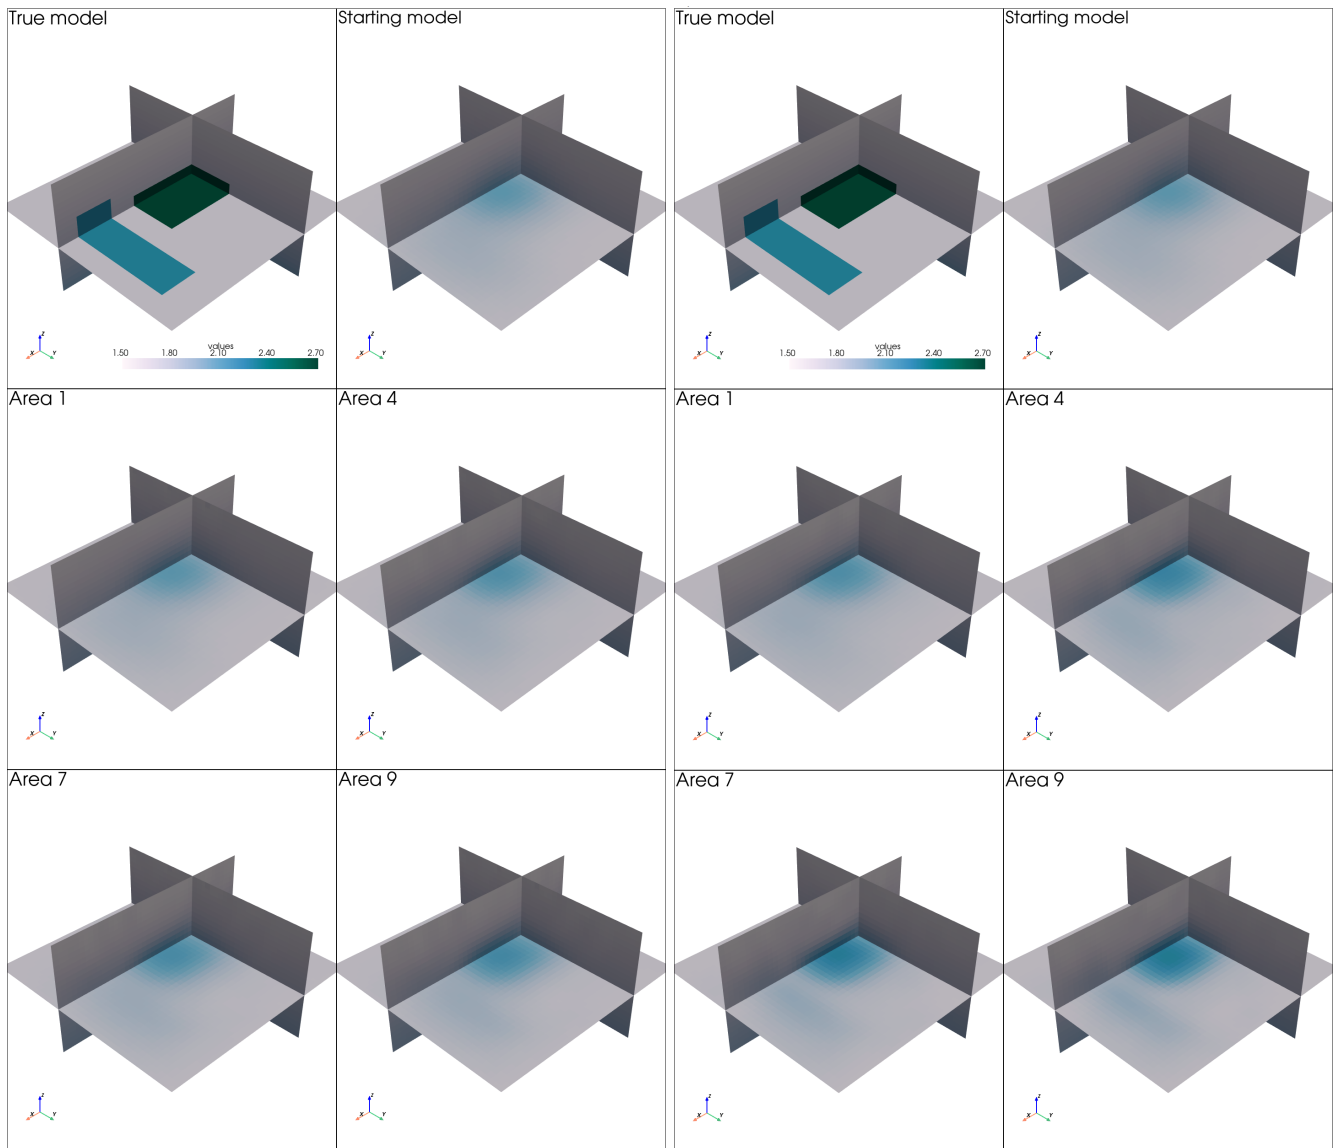 True model
Starting model
True model
Starting model
Z
X
Y
values
1.50 1.80 2.10 2.40 2.70
Z
X
Y
Z
X
Y
values
1.50 1.80 2.10 2.40 2.70
Z
X
Y
Area 1
Area 4
Area 1
Area 4
Z
X
Y
Z
X
Y
Z
X
Y
Z
X
Y
Area 7
Area 9
Area 7
Area 9
Z
X
Y
Z
X
Y
Z
X
Y
Z
X
Y